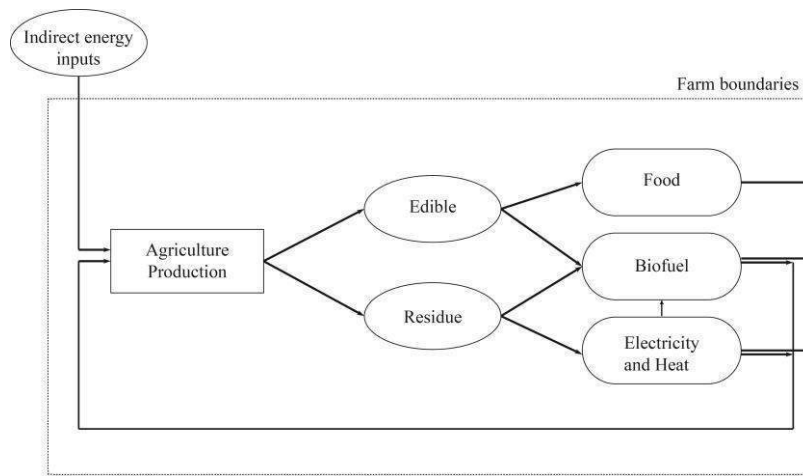 Indirect energy
inputs
Farm boundaries
Food
Edible
Agriculture
Production
Biofuel
Residue
Electricity
and Heat